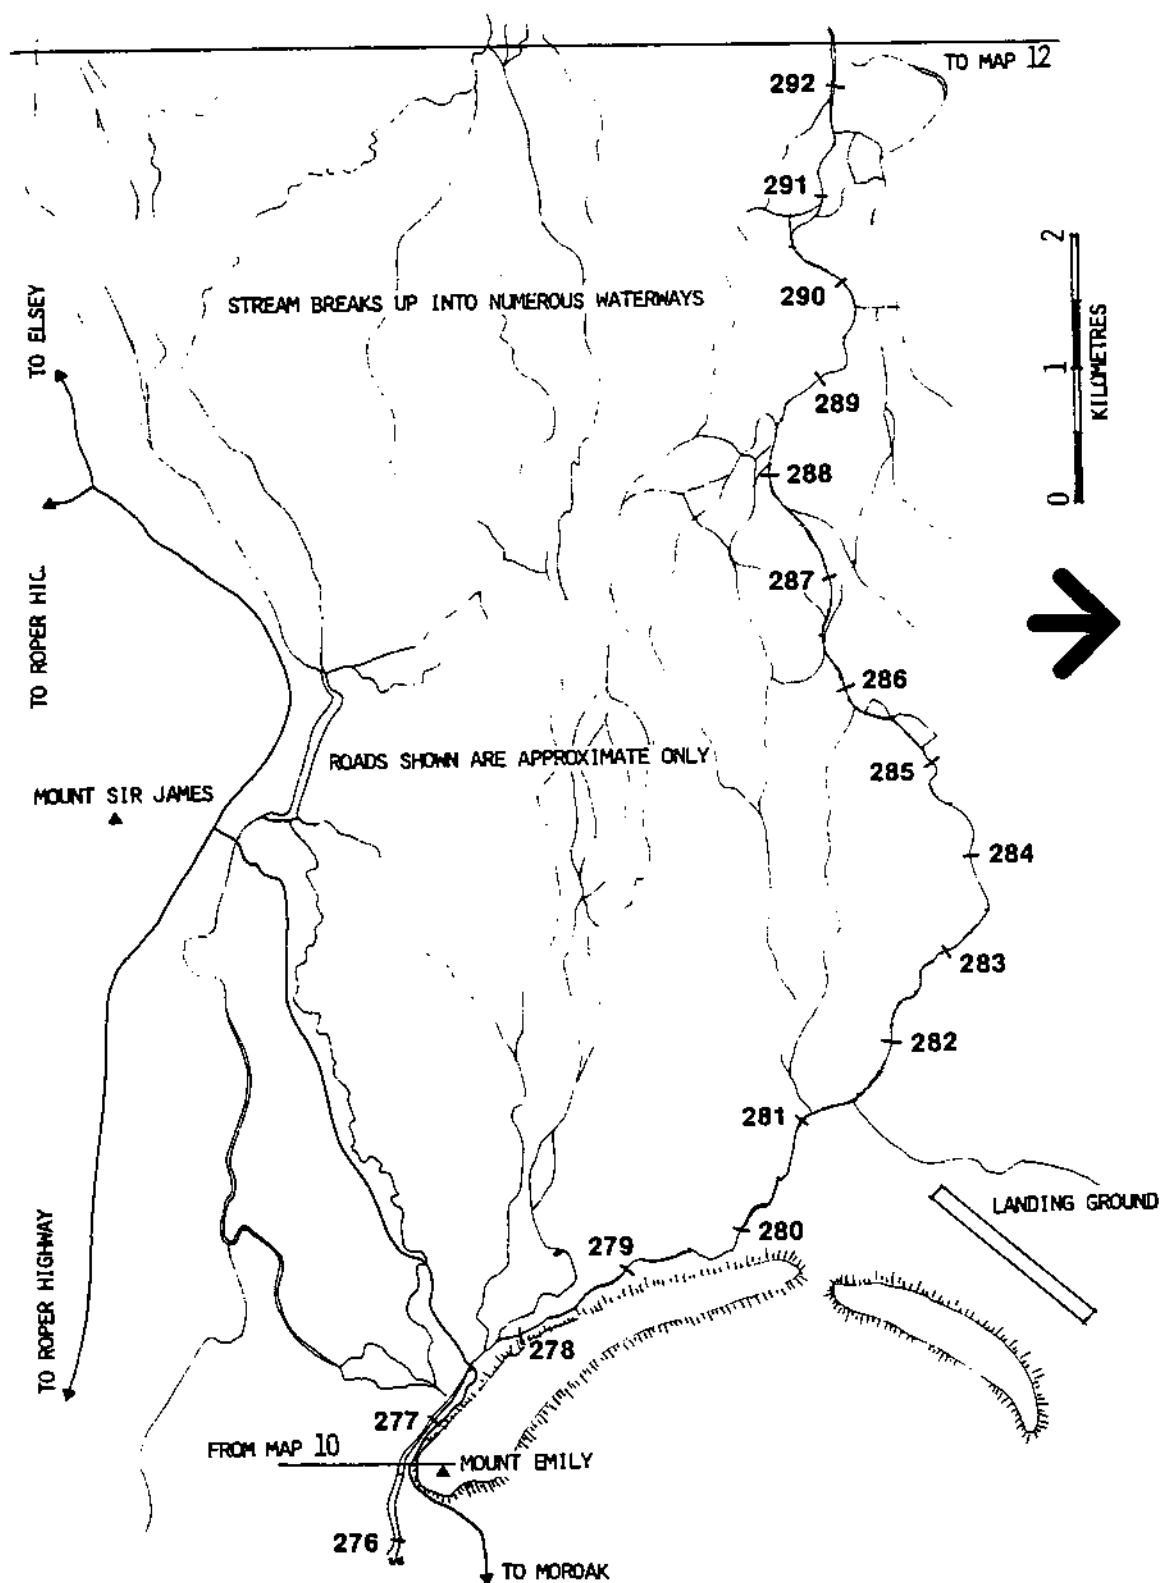 TO MAP 12
292
291
2
TO ELSEY
STREAM BREAKS UP INTO NUMEROUS WATERWAYS
290
1
KILOMETRES
289
288
0
TO ROPER HIC.
287
286
ROADS SHOWN ARE APPROXIMATE ONLY
285
MOUNT SIR JAMES
284
283
282
281
LANDING GROUND
TO ROPER HIGHWAY
280
279
278
277
FROM MAP 10
MOUNT EMILY
276
TO MOROAK